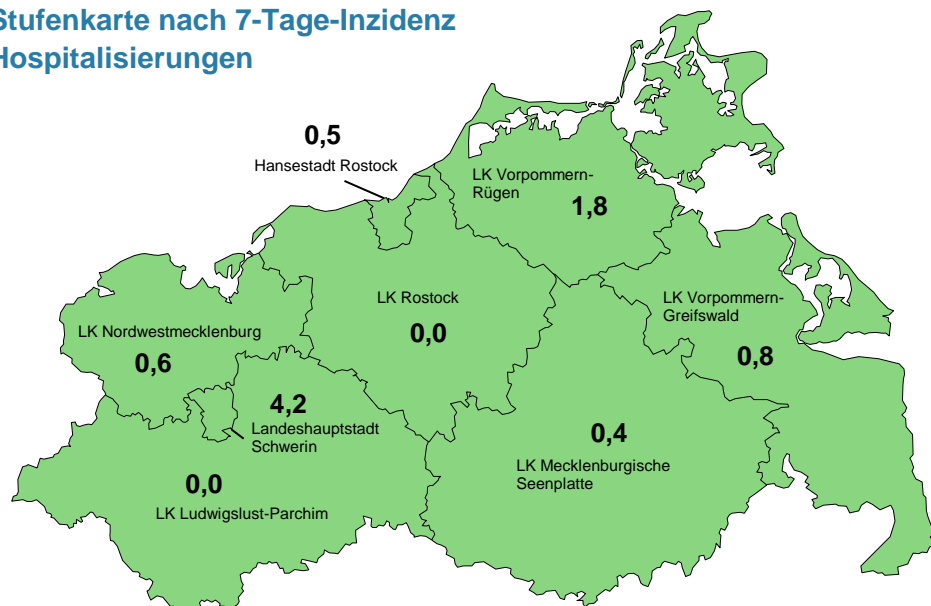 Stufenkarte nach 7-Tage-Inzidenz
Hospitalisierungen
0,5
Hansestadt Rostock
LK Vorpommern-
Rügen
1,8
LK Rostock
0,0
LK Vorpommern-
Greifswald
0,8
LK Nordwestmecklenburg
0,6
4,2
Landeshauptstadt
Schwerin
0,4
LK Mecklenburgische
Seenplatte
0,0
LK Ludwigslust-Parchim